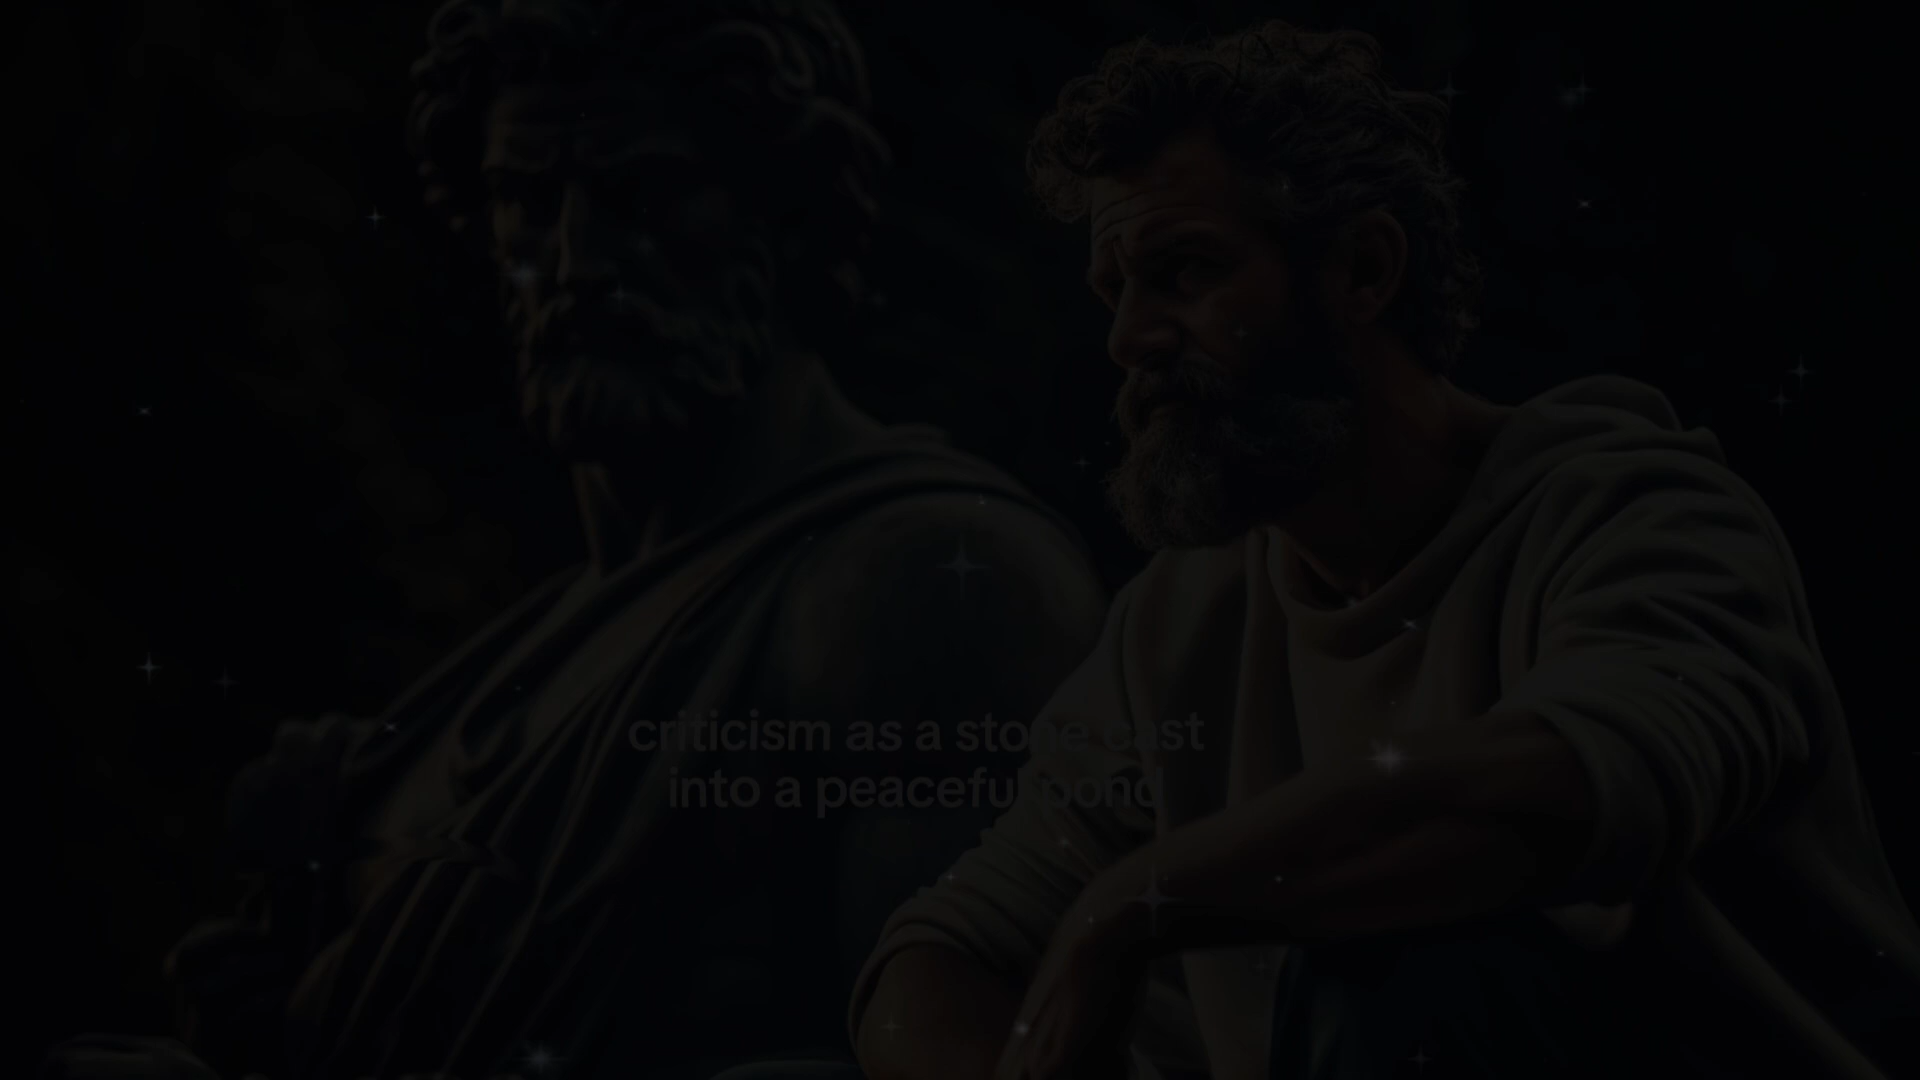 criticism as a stone cast
into a peaceful pond